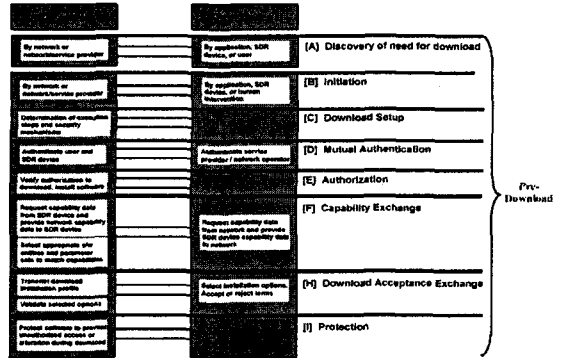 By network or
network/service provider
By application, SDR
device, or user
[A] Discovery of need for download
By network or
network/service provider
By application, SDR
device, or human
intervention
[B] Initiation
Determination of execution
steps and security
mechanisms
[C] Download Setup
Authenticate user and
SDR device
Authenticate service
provider / network operator
[D] Mutual Authentication
Verify authorization to
download, install software
[E] Authorization
Request capability data
from SDR device and
provide network capability
data to SDR device
Request capability data
from network and provide
SDR device capability data
to network
[F] Capability Exchange
Select appropriate
entities and parameter
sets to match capabilities
Transmit download
installation profile
Select installation options,
Accept or reject terms
[H] Download Acceptance Exchange
Validate selected options
Protect software to prevent
unauthorized access or
alteration during download
[I] Protection
Pre-
Download